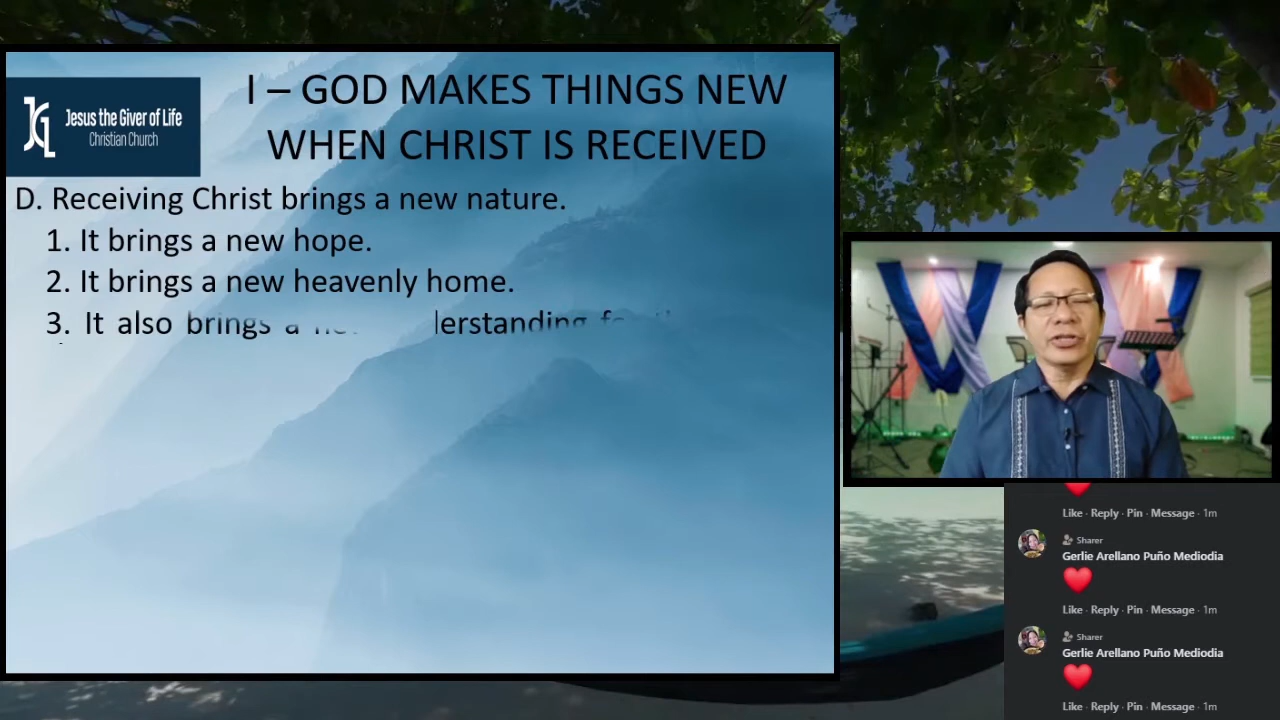 Jesus the Giver of Life
Christian Church
I – GOD MAKES THINGS NEW
WHEN CHRIST IS RECEIVED
D. Receiving Christ brings a new nature.
1. It brings a new hope.
2. It brings a new heavenly home.
3. It also brings a
Like · Reply · Pin · Message · 1m
Sharer
Gerlie Arellano Puño Mediodia
Like · Reply · Pin · Message · 1m
Sharer
Gerlie Arellano Puño Mediodia
Like · Reply · Pin · Message · 1m